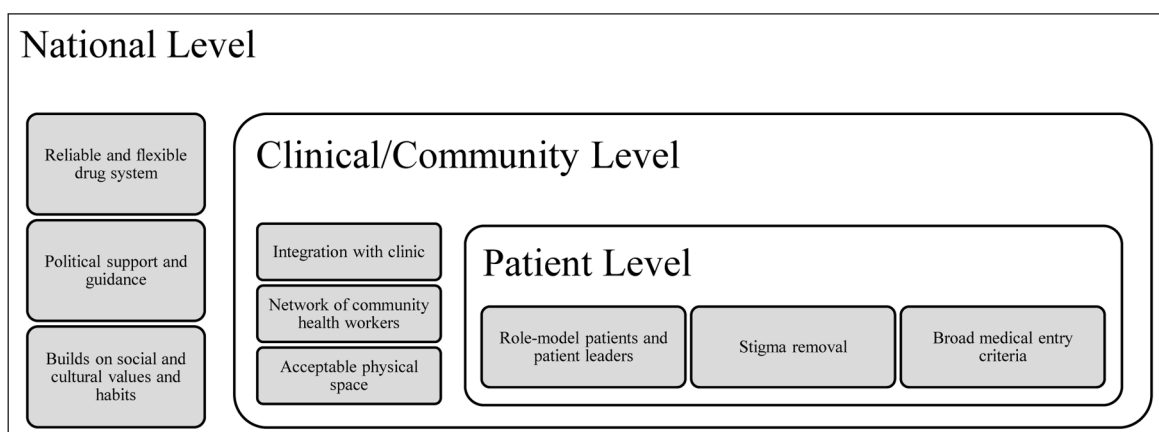 National Level
Reliable and flexible
drug system
Political support and
guidance
Builds on social and
cultural values and
habits
Clinical/Community Level
Integration with clinic
Network of community
health workers
Acceptable physical
space
Patient Level
Role-model patients and
patient leaders
Stigma removal
Broad medical entry
criteria